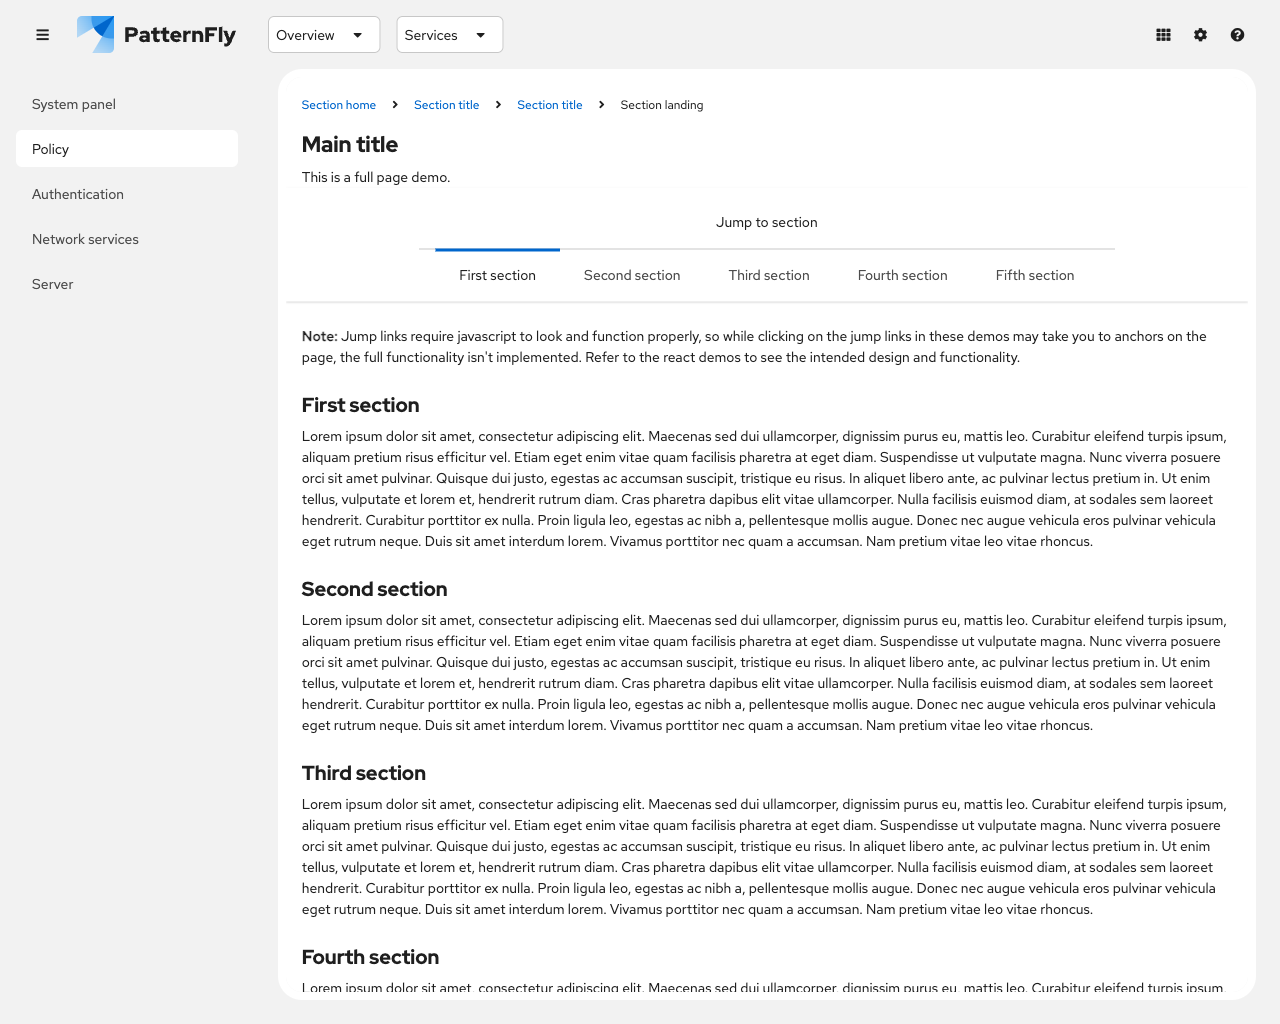 PatternFly
Overview
Services
System panel
Policy
Authentication
Network services
Server
Section home
Section title
Section title
Section landing
Main title
This is a full page demo.
Jump to section
First section
Second section
Third section
Fourth section
Fifth section
Note: Jump links require javascript to look and function properly, so while clicking on the jump links in these demos may take you to anchors on the
page, the full functionality isn't implemented. Refer to the react demos to see the intended design and functionality.
First section
Lorem ipsum dolor sit amet, consectetur adipiscing elit. Maecenas sed dui ullamcorper, dignissim purus eu, mattis leo. Curabitur eleifend turpis ipsum,
aliquam pretium risus efficitur vel. Etiam eget enim vitae quam facilisis pharetra at eget diam. Suspendisse ut vulputate magna. Nunc viverra posuere
orci sit amet pulvinar. Quisque dui justo, egestas ac accumsan suscipit, tristique eu risus. In aliquet libero ante, ac pulvinar lectus pretium in. Ut enim
tellus, vulputate et lorem et, hendrerit rutrum diam. Cras pharetra dapibus elit vitae ullamcorper. Nulla facilisis euismod diam, at sodales sem laoreet
hendrerit. Curabitur porttitor ex nulla. Proin ligula leo, egestas ac nibh a, pellentesque mollis augue. Donec nec augue vehicula eros pulvinar vehicula
eget rutrum neque. Duis sit amet interdum lorem. Vivamus porttitor nec quam a accumsan. Nam pretium vitae leo vitae rhoncus.
Second section
Lorem ipsum dolor sit amet, consectetur adipiscing elit. Maecenas sed dui ullamcorper, dignissim purus eu, mattis leo. Curabitur eleifend turpis ipsum,
aliquam pretium risus efficitur vel. Etiam eget enim vitae quam facilisis pharetra at eget diam. Suspendisse ut vulputate magna. Nunc viverra posuere
orci sit amet pulvinar. Quisque dui justo, egestas ac accumsan suscipit, tristique eu risus. In aliquet libero ante, ac pulvinar lectus pretium in. Ut enim
tellus, vulputate et lorem et, hendrerit rutrum diam. Cras pharetra dapibus elit vitae ullamcorper. Nulla facilisis euismod diam, at sodales sem laoreet
hendrerit. Curabitur porttitor ex nulla. Proin ligula leo, egestas ac nibh a, pellentesque mollis augue. Donec nec augue vehicula eros pulvinar vehicula
eget rutrum neque. Duis sit amet interdum lorem. Vivamus porttitor nec quam a accumsan. Nam pretium vitae leo vitae rhoncus.
Third section
Lorem ipsum dolor sit amet, consectetur adipiscing elit. Maecenas sed dui ullamcorper, dignissim purus eu, mattis leo. Curabitur eleifend turpis ipsum,
aliquam pretium risus efficitur vel. Etiam eget enim vitae quam facilisis pharetra at eget diam. Suspendisse ut vulputate magna. Nunc viverra posuere
orci sit amet pulvinar. Quisque dui justo, egestas ac accumsan suscipit, tristique eu risus. In aliquet libero ante, ac pulvinar lectus pretium in. Ut enim
tellus, vulputate et lorem et, hendrerit rutrum diam. Cras pharetra dapibus elit vitae ullamcorper. Nulla facilisis euismod diam, at sodales sem laoreet
hendrerit. Curabitur porttitor ex nulla. Proin ligula leo, egestas ac nibh a, pellentesque mollis augue. Donec nec augue vehicula eros pulvinar vehicula
eget rutrum neque. Duis sit amet interdum lorem. Vivamus porttitor nec quam a accumsan. Nam pretium vitae leo vitae rhoncus.
Fourth section
Lorem ipsum dolor sit amet, consectetur adipiscing elit. Maecenas sed dui ullamcorper, dignissim purus eu, mattis leo. Curabitur eleifend turpis ipsum,